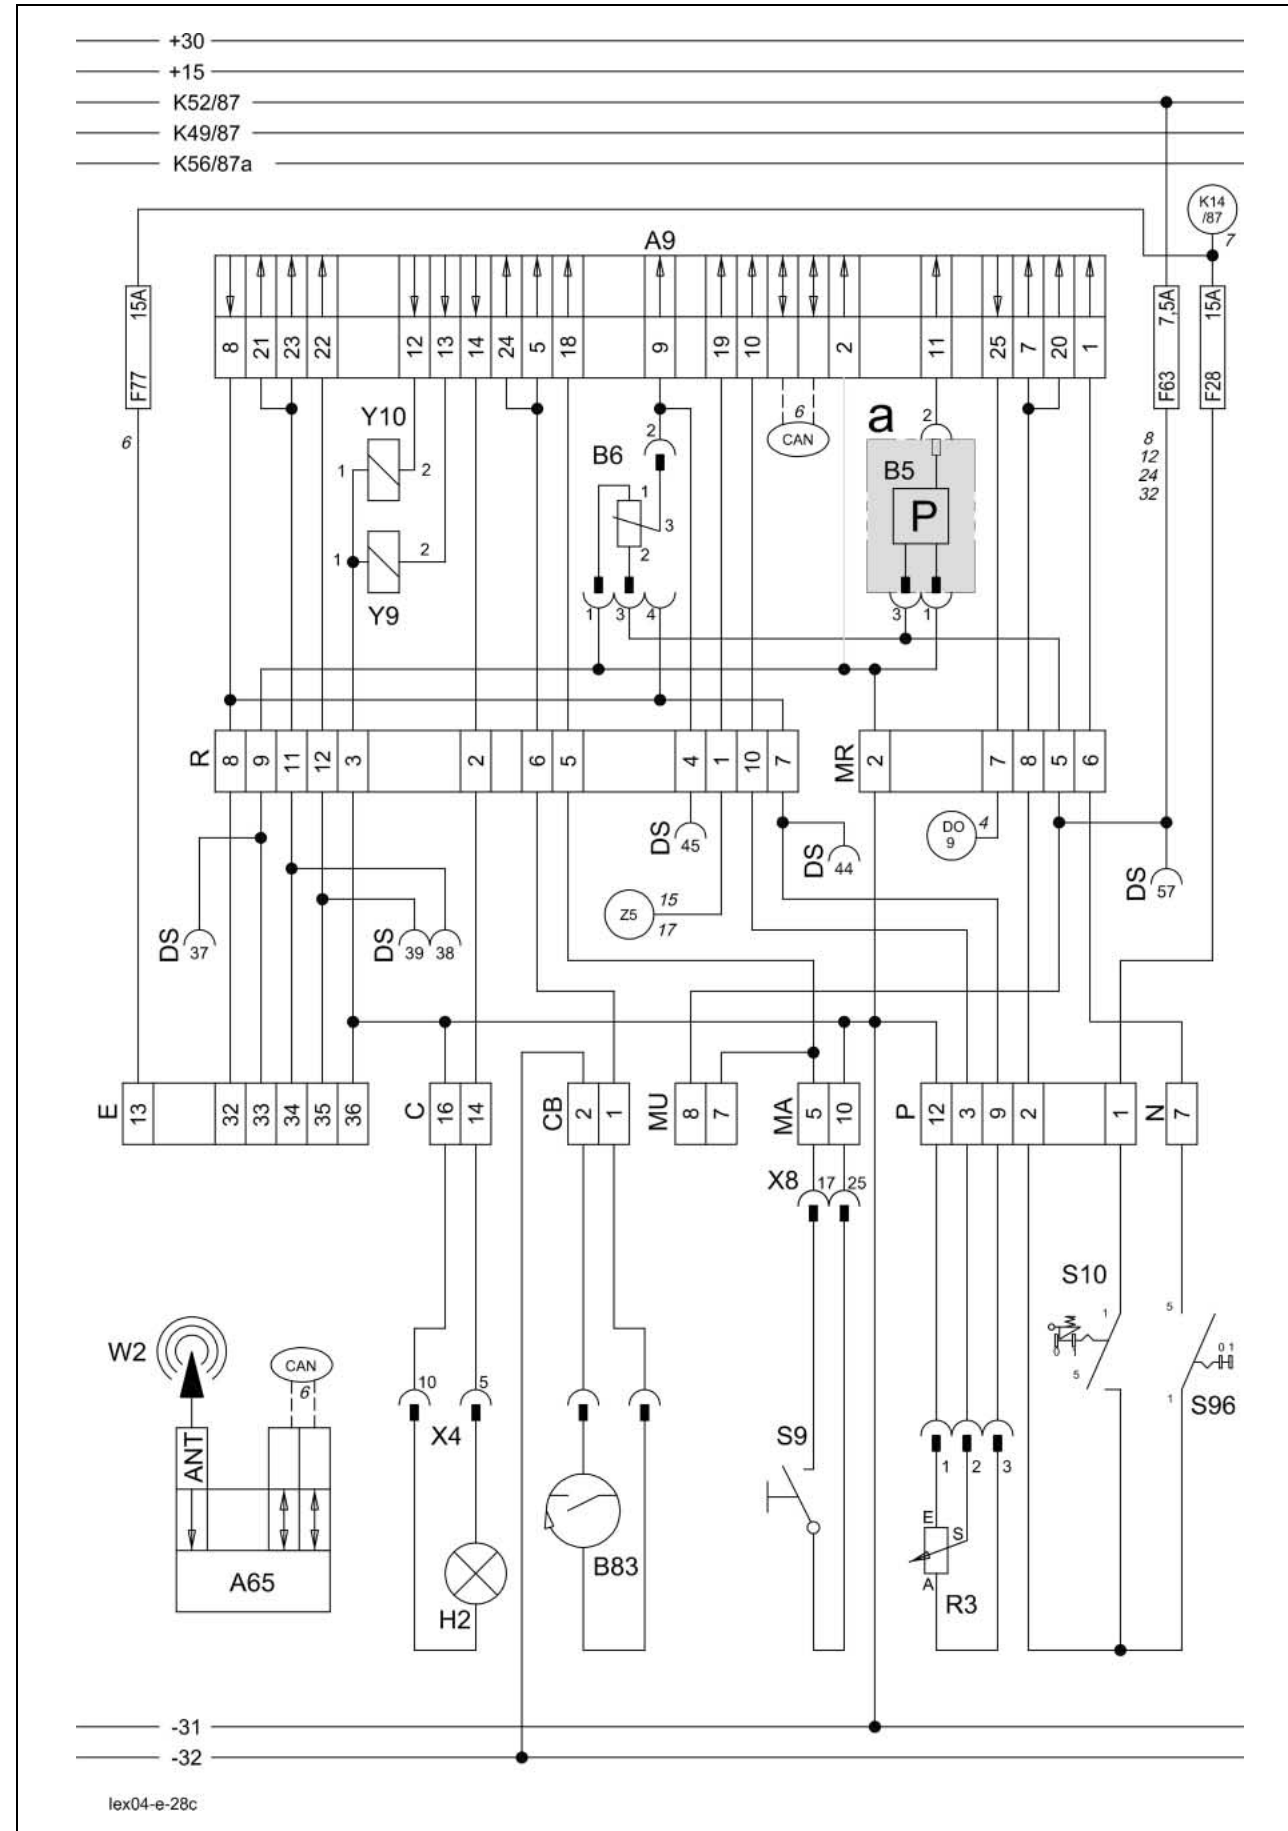 +30
+15
K52/87
K49/87
K56/87a
K14
/87
7
A9
15A
F77
6
8 21 23 22 12 13 14 24 5 18 9 19 10 2 11 25 7 20 1
7,5A
F63
15A
F28
8
12
24
32
Y10
1 2
1 2
Y9
B6
2
1
3
2
1 3 4
6
CAN
a
2
B5
P
3 1
R
8 9 11 12 3 2 6 5 4 1 10 7
MR
2 7 8 5 6
DS
45
DS
44
DO
9
4
DS
57
Z5
15
17
DS
37
DS
39 38
E
13 32 33 34 35 36
C
16 14
CB
2 1
MU
8 7
MA
5 10
P
12 3 9 2 1
N
7
X8
17 25
S10
1
5
5
0 1
1
S96
W2
CAN
6
ANT
A65
10 5
X4
H2
B83
S9
1 2 3
E
S
A
R3
-31
-32
lex04-e-28c